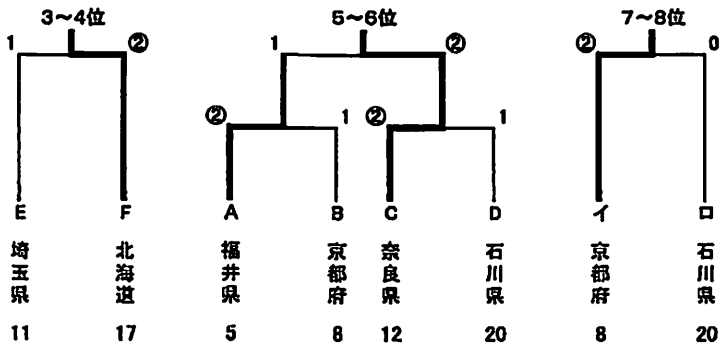 3～4位 5～6位 7～8位
1 ② 1 ② ② 0
② 1 ② 1
E F A B C D イ ロ
埼玉県 北海道 福井県 京都府 奈良県 石川県 京都府 石川県
11 17 5 8 12 20 8 20